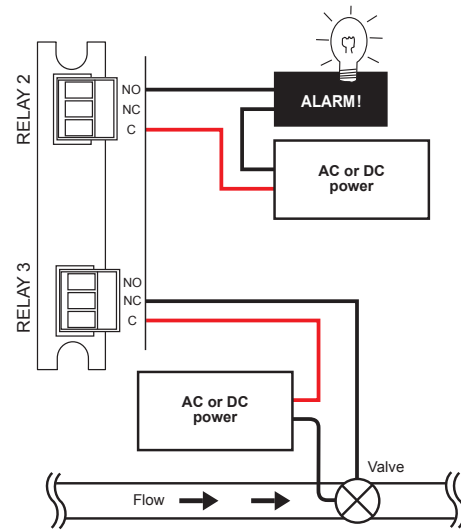 RELAY 2
NO
NC
C
ALARM!
AC or DC
power
RELAY 3
NO
NC
C
AC or DC
power
Valve
Flow